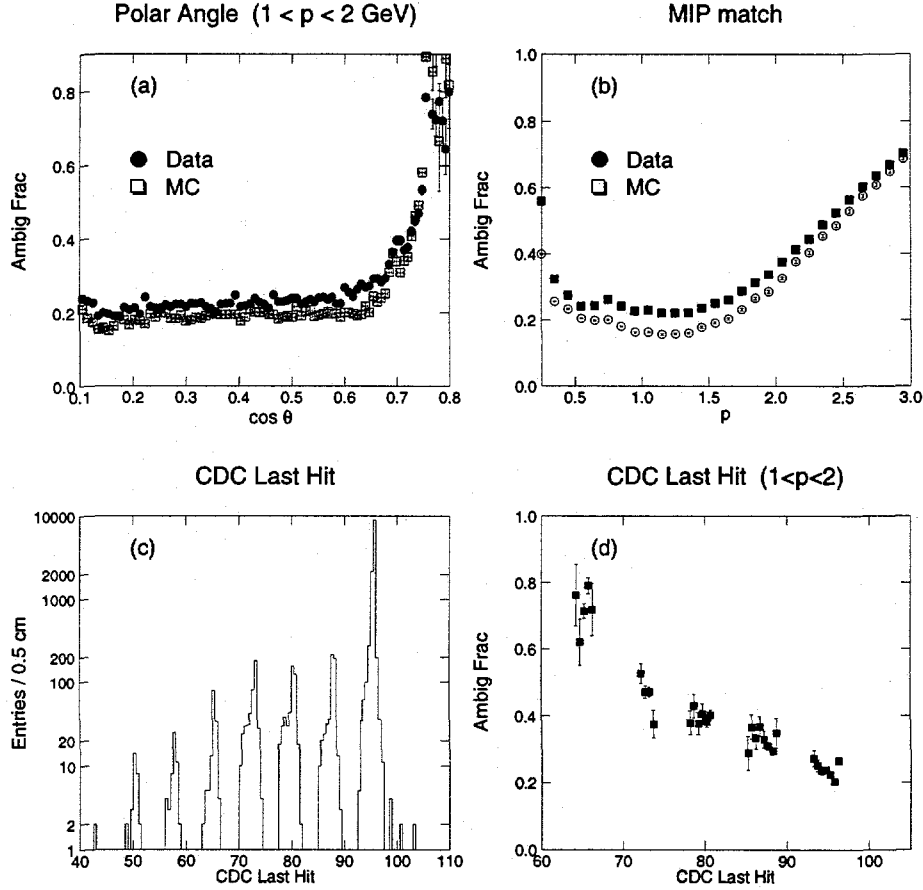 Polar Angle (1 < p < 2 GeV)
MIP match
(a)
Data
MC
Ambig Frac
0.8
0.6
0.4
0.2
0.0
0.1 0.2 0.3 0.4 0.5 0.6 0.7 0.8
cos θ
(b)
Data
MC
Ambig Frac
1.0
0.8
0.6
0.4
0.2
0.0
0.5 1.0 1.5 2.0 2.5 3.0
p
CDC Last Hit
CDC Last Hit (1<p<2)
(c)
Entries / 0.5 cm
10000
2000
1000
200
100
20
10
2
1
40 50 60 70 80 90 100 110
CDC Last Hit
(d)
Ambig Frac
1.0
0.8
0.6
0.4
0.2
0.0
60 70 80 90 100
CDC Last Hit